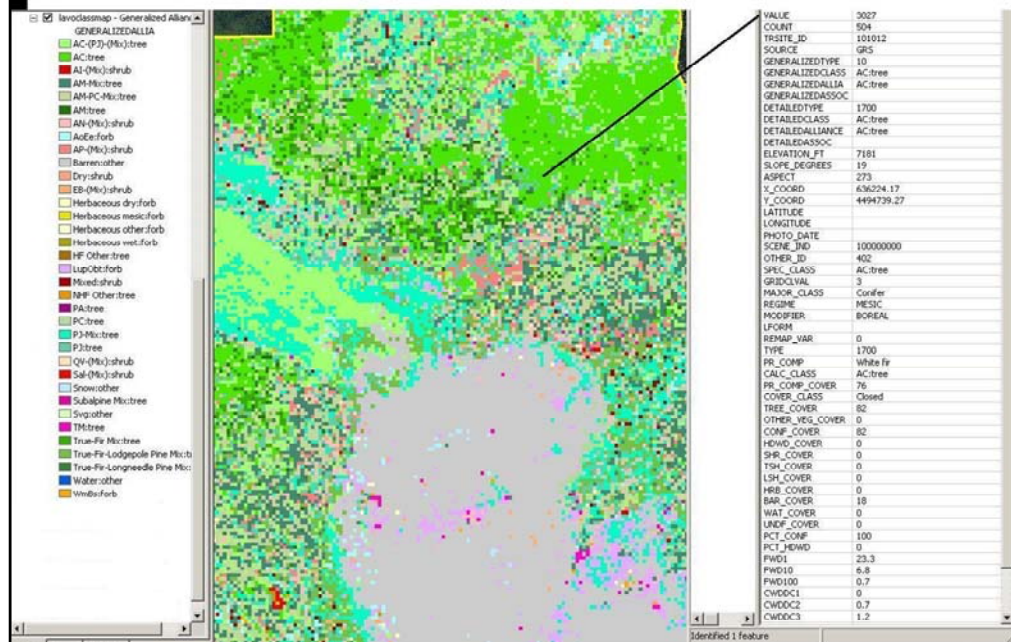 lavoclassmap - Generalized Allianc
GENERALIZEDALLIA
AC-(PJ)-(Mix):tree
AC:tree
AI-(Mix):shrub
AM-Mix:tree
AM-PC-Mix:tree
AM:tree
AN-(Mix):shrub
AoEe:forb
AP-(Mix):shrub
Barren:other
Dry:shrub
EB-(Mix):shrub
Herbaceous dry:forb
Herbaceous mesic:forb
Herbaceous other:forb
Herbaceous wet:forb
HF Other:tree
LupObt:forb
Mixed:shrub
NHF Other:tree
PA:tree
PC:tree
PJ-Mix:tree
PJ:tree
QV-(Mix):shrub
Sal-(Mix):shrub
Snow:other
Subalpine Mix:tree
Svg:other
TM:tree
True-Fir Mix:tree
True-Fir-Lodgepole Pine Mix:t
True-Fir-Longneedle Pine Mix:
Water:other
WmBs:forb
VALUE 3027
COUNT 504
TRSITE_ID 101012
SOURCE GRS
GENERALIZEDTYPE 10
GENERALIZEDCLASS AC:tree
GENERALIZEDALLIA AC:tree
GENERALIZEDASSOC
DETAILEDTYPE 1700
DETAILEDCLASS AC:tree
DETAILEDALLIANCE AC:tree
DETAILEDASSOC
ELEVATION_FT 7181
SLOPE_DEGREES 19
ASPECT 273
X_COORD 636224.17
Y_COORD 4494739.27
LATITUDE
LONGITUDE
PHOTO_DATE
SCENE_IND 100000000
OTHER_ID 402
SPEC_CLASS AC:tree
GRIDCLVAL 3
MAJOR_CLASS Conifer
REGIME MESIC
MODIFIER BOREAL
LFORM
REMAP_VAR 0
TYPE 1700
PR_COMP White fir
CALC_CLASS AC:tree
PR_COMP_COVER 76
COVER_CLASS Closed
TREE_COVER 82
OTHER_VEG_COVER 0
CONF_COVER 82
HDWD_COVER 0
SHR_COVER 0
TSH_COVER 0
LSH_COVER 0
HRB_COVER 0
BAR_COVER 18
WAT_COVER 0
UNDF_COVER 0
PCT_CONF 100
PCT_HDWD 0
FWD1 23.3
FWD10 6.8
FWD100 0.7
CWDDC1 0
CWDDC2 0.7
CWDDC3 1.2
Identified 1 feature